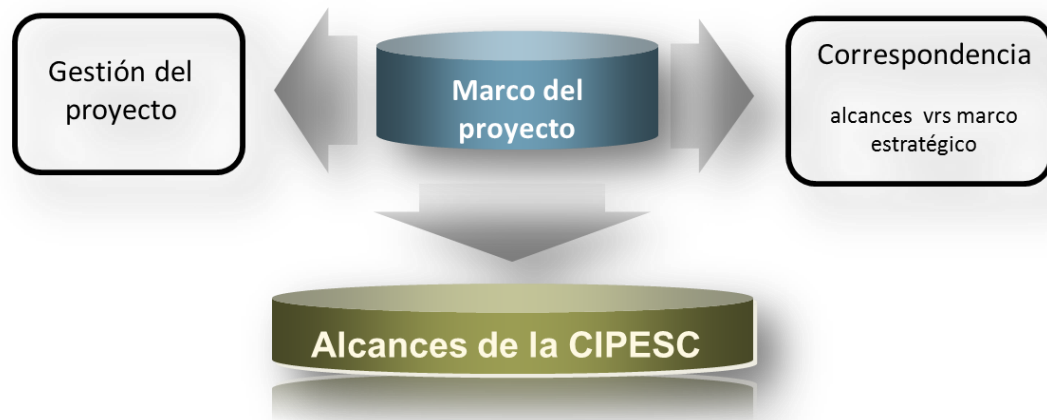 Gestión del
proyecto
Marco del
proyecto
Correspondencia
alcances vrs marco
estratégico
Alcances de la CIPESC